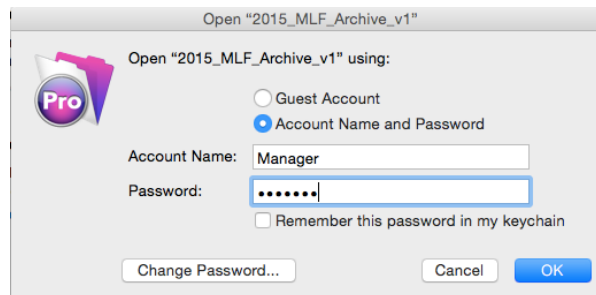 Open “2015_MLF_Archive_v1”
Open “2015_MLF_Archive_v1” using:
Pro
Guest Account
Account Name and Password
Account Name: Manager
Password: •••••••
Remember this password in my keychain
Change Password... Cancel OK